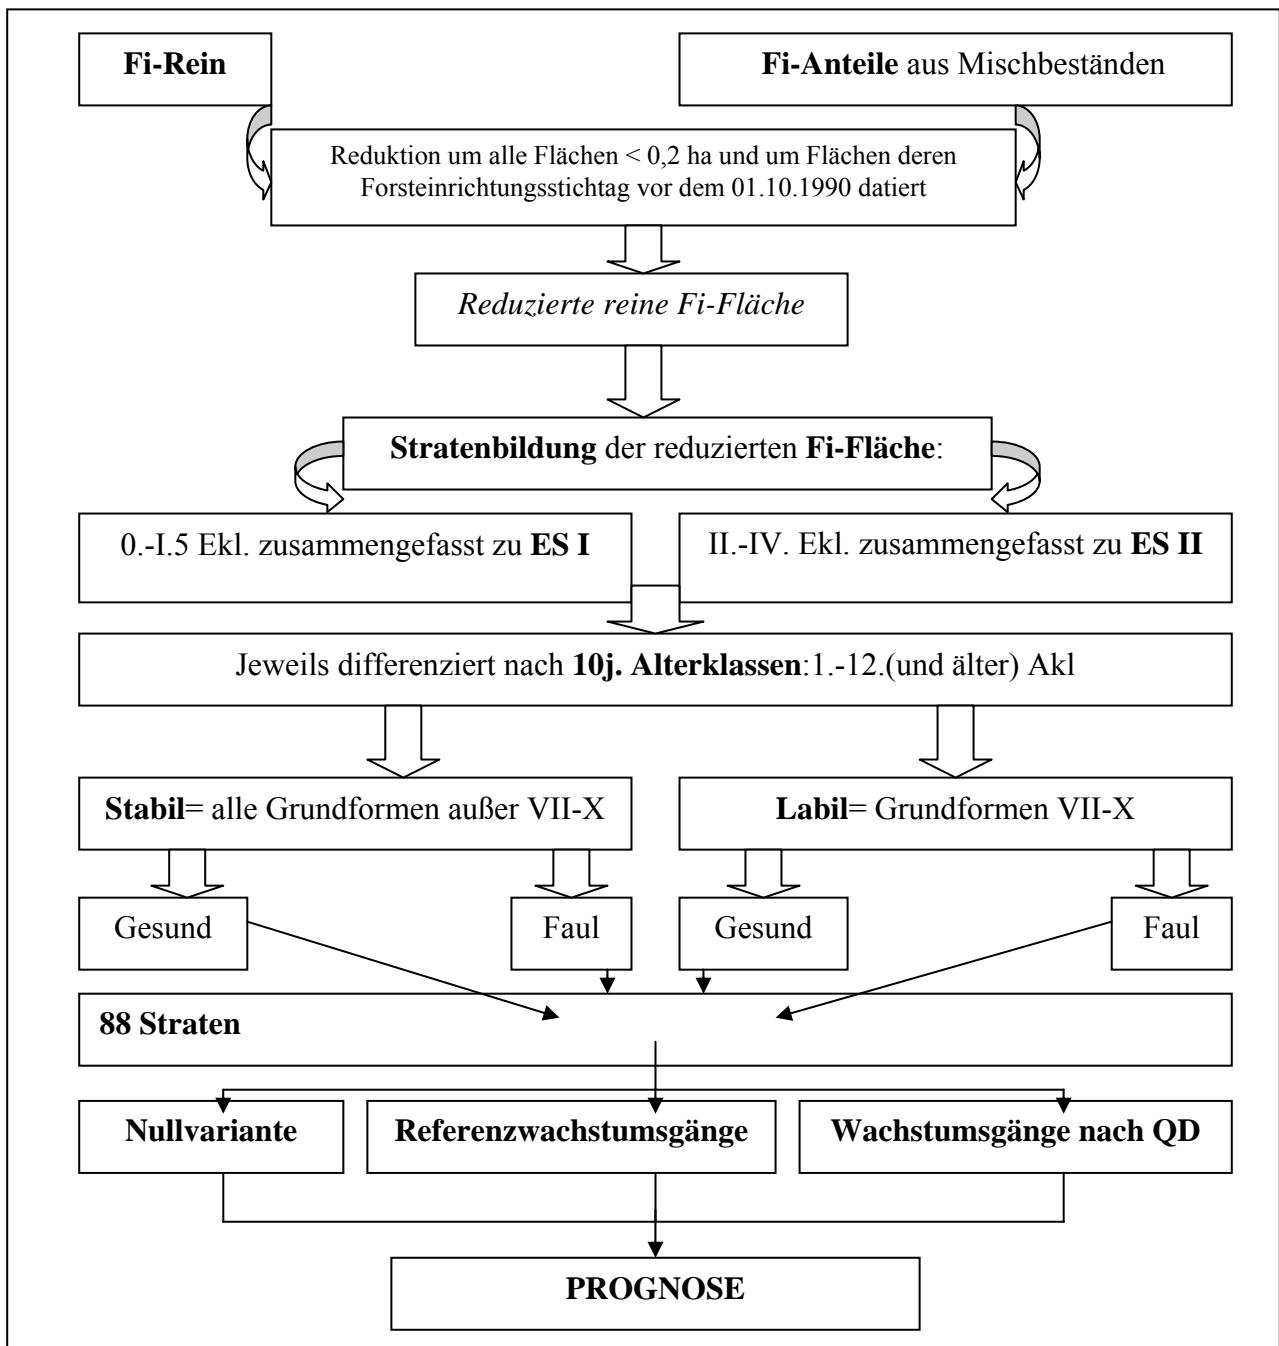 Fi-Rein
Fi-Anteile aus Mischbeständen
Reduktion um alle Flächen < 0,2 ha und um Flächen deren
Forsteinrichtungsstichtag vor dem 01.10.1990 datiert
Reduzierte reine Fi-Fläche
Stratenbildung der reduzierten Fi-Fläche:
0.-I.5 Ekl. zusammengefasst zu ES I
II.-IV. Ekl. zusammengefasst zu ES II
Jeweils differenziert nach 10j. Alterklassen:1.-12.(und älter) Akl
Stabil= alle Grundformen außer VII-X
Labil= Grundformen VII-X
Gesund
Faul
Gesund
Faul
88 Straten
Nullvariante
Referenzwachstumsgänge
Wachstumsgänge nach QD
PROGNOSE